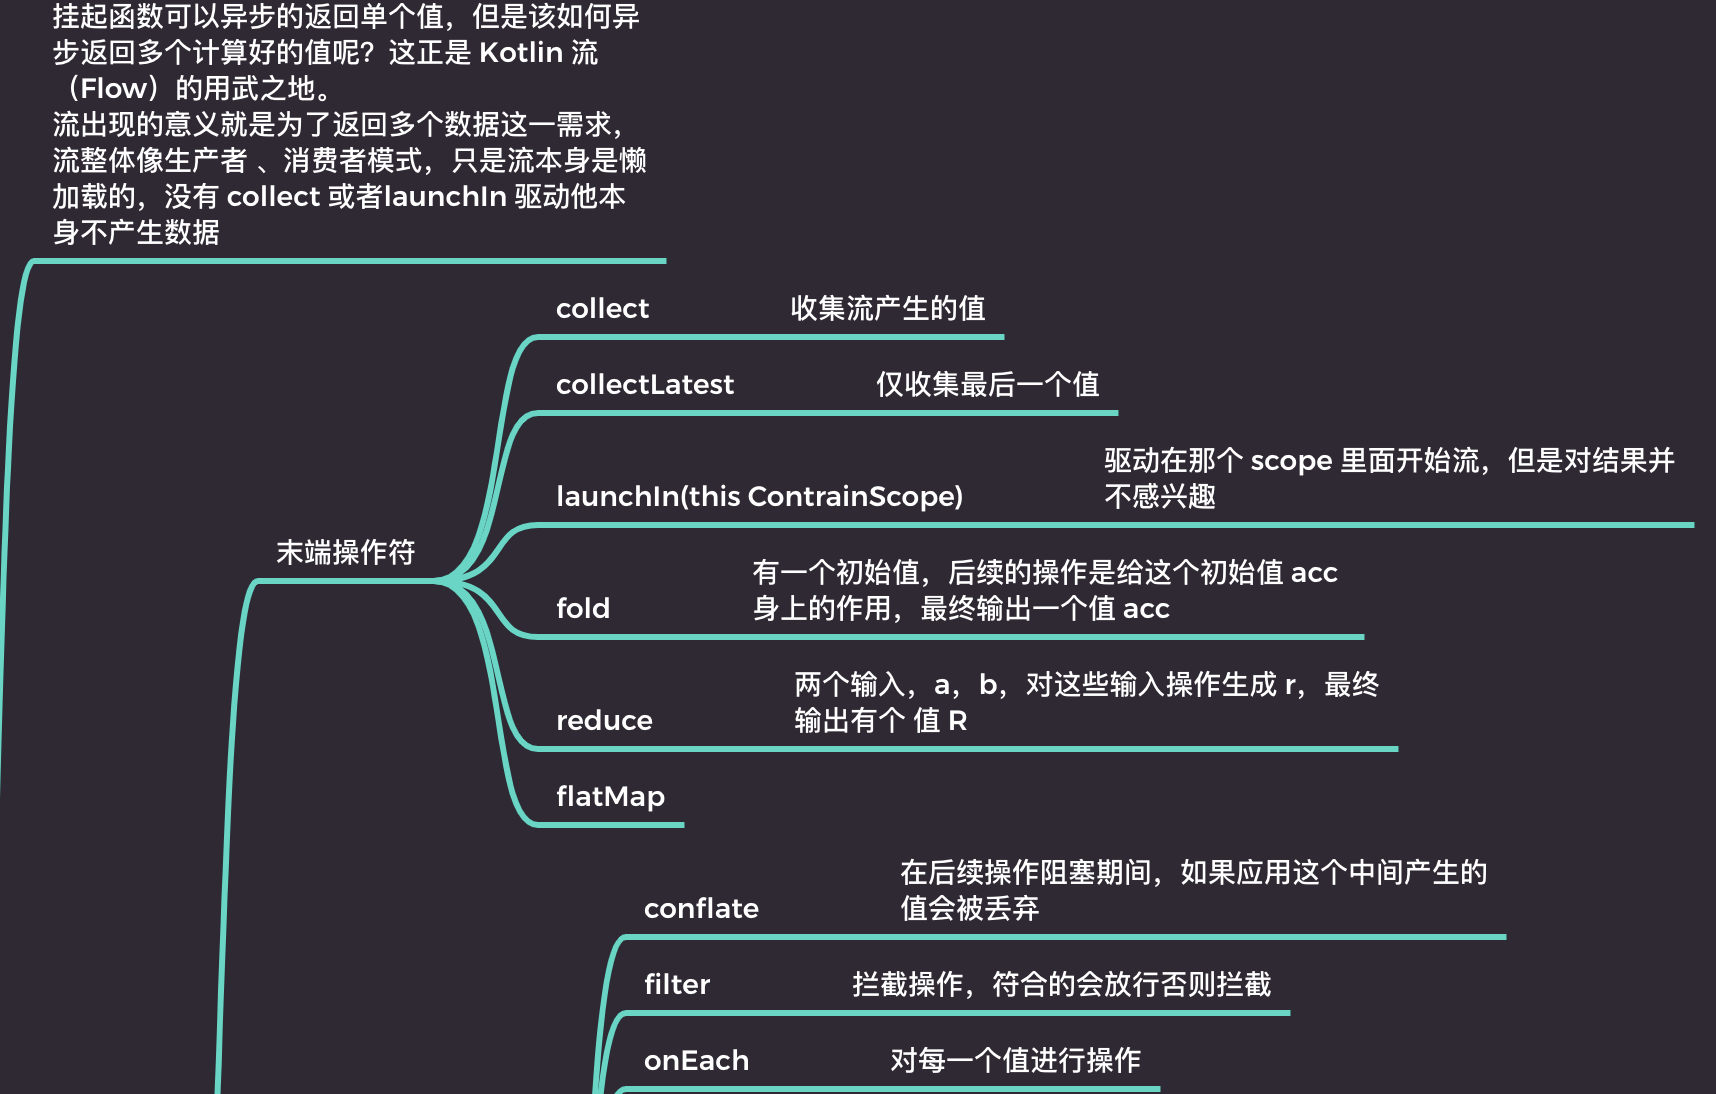 挂起函数可以异步的返回单个值，但是该如何异
步返回多个计算好的值呢？这正是 Kotlin 流
（Flow）的用武之地。
流出现的意义就是为了返回多个数据这一需求，
流整体像生产者 、消费者模式，只是流本身是懒
加载的，没有 collect 或者launchIn 驱动他本
身不产生数据
collect 收集流产生的值
collectLatest 仅收集最后一个值
驱动在那个 scope 里面开始流，但是对结果并
launchIn(this ContrainScope) 不感兴趣
末端操作符
有一个初始值，后续的操作是给这个初始值 acc
fold 身上的作用，最终输出一个值 acc
两个输入，a，b，对这些输入操作生成 r，最终
reduce 输出有个 值 R
flatMap
在后续操作阻塞期间，如果应用这个中间产生的
conflate 值会被丢弃
filter 拦截操作，符合的会放行否则拦截
onEach 对每一个值进行操作